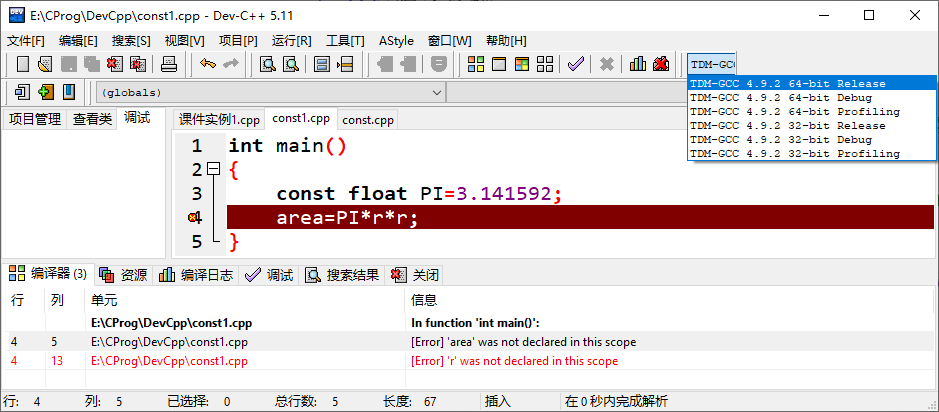 E:\CProg\DevCpp\const1.cpp - Dev-C++ 5.11
文件[F] 编辑[E] 搜索[S] 视图[V] 项目[P] 运行[R] 工具[T] AStyle 窗口[W] 帮助[H]
TDM-GCC
(globals)
TDM-GCC 4.9.2 64-bit Release
TDM-GCC 4.9.2 64-bit Debug
TDM-GCC 4.9.2 64-bit Profiling
TDM-GCC 4.9.2 32-bit Release
TDM-GCC 4.9.2 32-bit Debug
TDM-GCC 4.9.2 32-bit Profiling
项目管理 查看类 调试
课件实例1.cpp const1.cpp const.cpp
1 int main()
2 {
3 const float PI=3.141592;
4 area=PI*r*r;
5 }
编译器 (3) 资源 编译日志 调试 搜索结果 关闭
行 列 单元 信息
E:\CProg\DevCpp\const1.cpp In function 'int main()':
4 5 E:\CProg\DevCpp\const1.cpp [Error] 'area' was not declared in this scope
4 13 E:\CProg\DevCpp\const1.cpp [Error] 'r' was not declared in this scope
行: 4 列: 5 已选择: 0 总行数: 5 长度: 67 插入 在 0 秒内完成解析